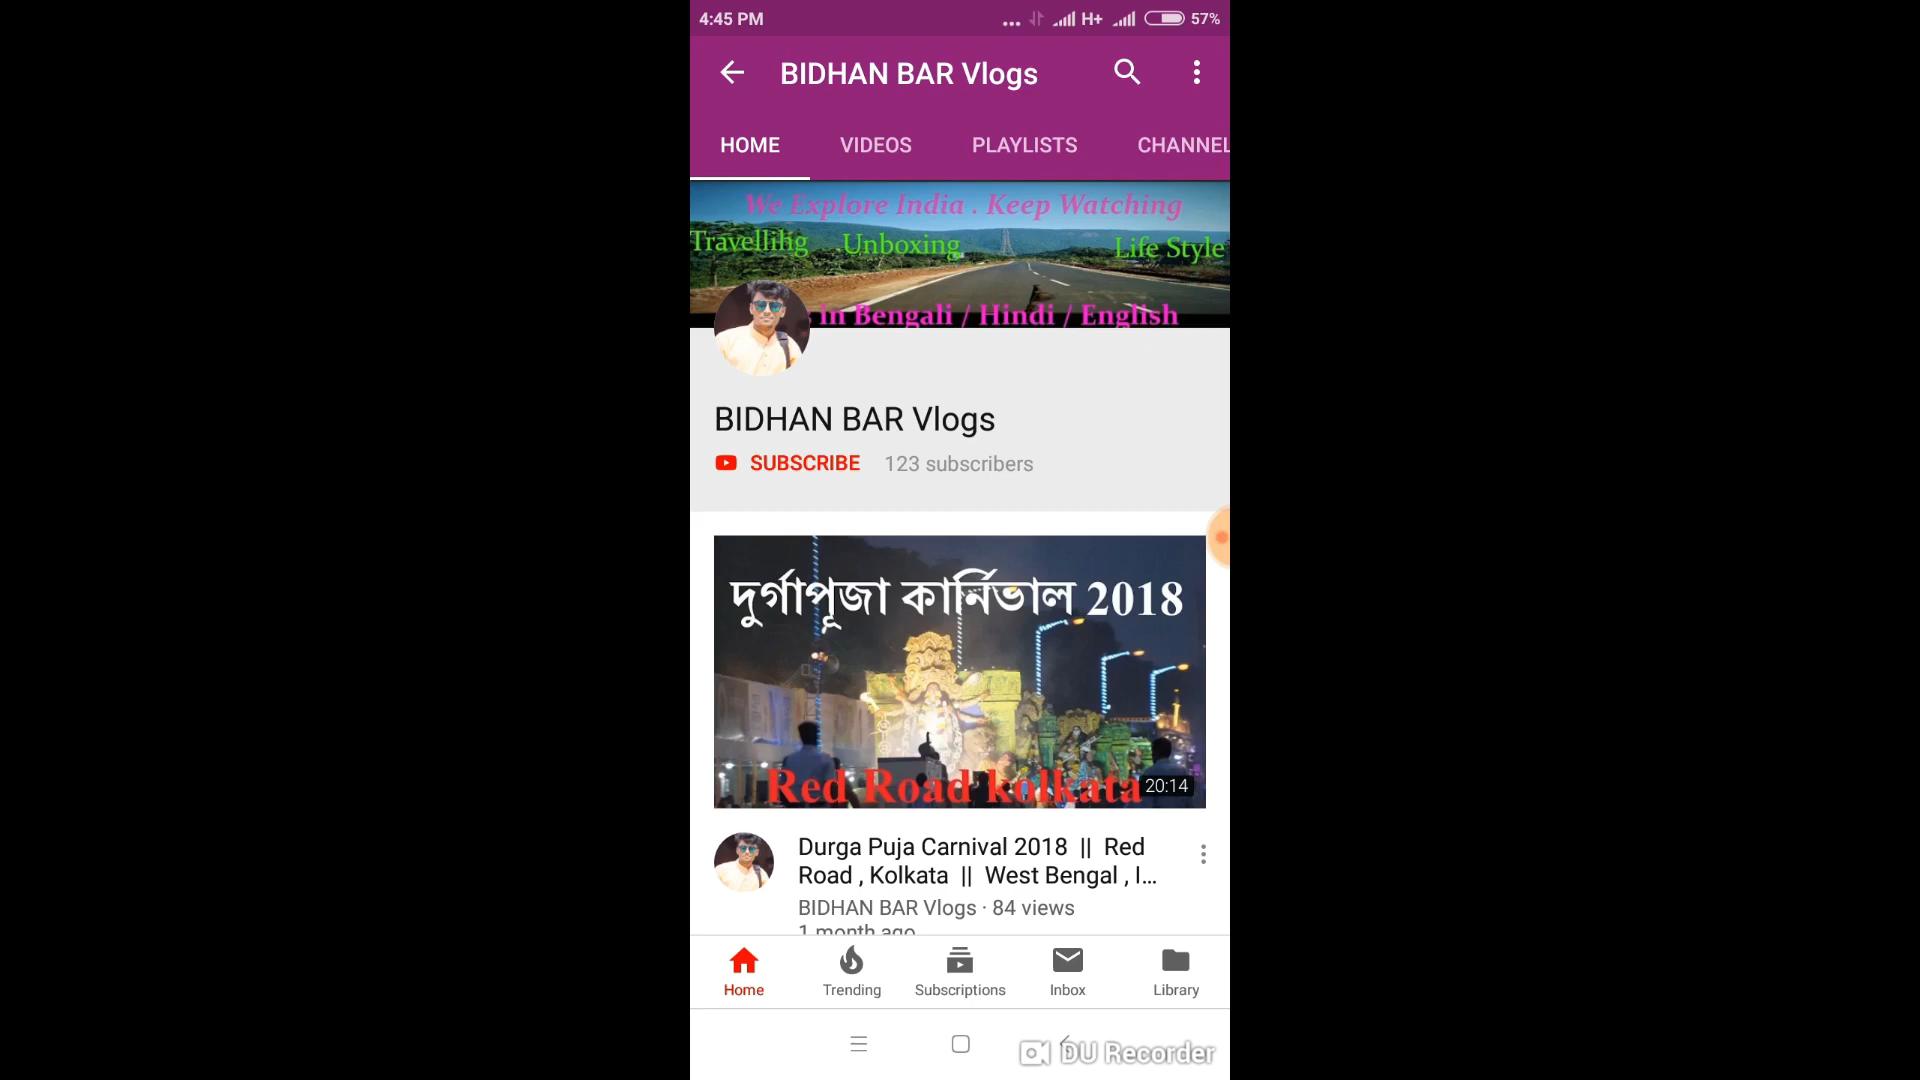 4:45 PM
H+
57%
BIDHAN BAR Vlogs
HOME VIDEOS PLAYLISTS CHANNEL
We Explore India . Keep Watching
Travelling Unboxing Life Style
in Bengali / Hindi / English
BIDHAN BAR Vlogs
SUBSCRIBE 123 subscribers
দুর্গাপূজা কার্নিভাল 2018
Red Road kolkata
20:14
Durga Puja Carnival 2018 || Red
Road , Kolkata || West Bengal , I...
BIDHAN BAR Vlogs · 84 views
1 month ago
Home Trending Subscriptions Inbox Library
DU Recorder